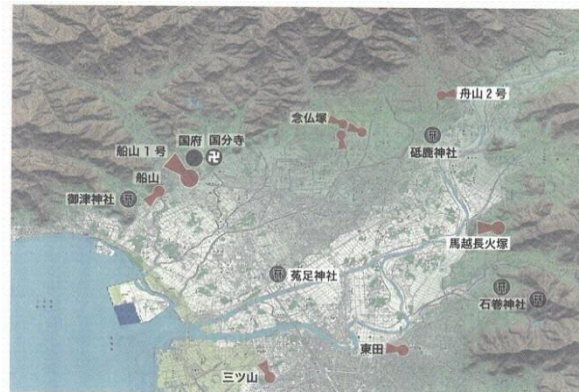 舟山2号
念仏塚
国府 国分寺
船山1号
砥鹿神社
船山
御津神社
馬越長火塚
菟足神社
石巻神社
東田
三ツ山